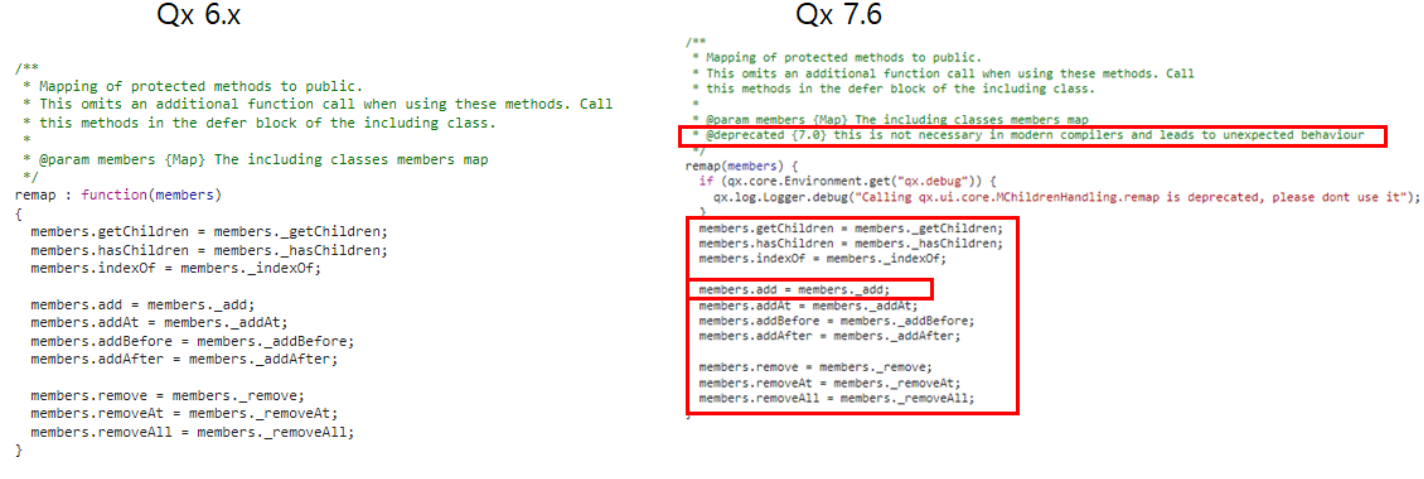 Qx 6.x
/**
 * Mapping of protected methods to public.
 * This omits an additional function call when using these methods. Call
 * this methods in the defer block of the including class.
 *
 * @param members {Map} The including classes members map
 */
remap : function(members)
{
  members.getChildren = members._getChildren;
  members.hasChildren = members._hasChildren;
  members.indexOf = members._indexOf;

  members.add = members._add;
  members.addAt = members._addAt;
  members.addBefore = members._addBefore;
  members.addAfter = members._addAfter;

  members.remove = members._remove;
  members.removeAt = members._removeAt;
  members.removeAll = members._removeAll;
}
Qx 7.6
/**
 * Mapping of protected methods to public.
 * This omits an additional function call when using these methods. Call
 * this methods in the defer block of the including class.
 *
 * @param members {Map} The including classes members map
 * @deprecated {7.0} this is not necessary in modern compilers and leads to unexpected behaviour
 */
remap(members) {
  if (qx.core.Environment.get("qx.debug")) {
    qx.log.Logger.debug("Calling qx.ui.core.MChildrenHandling.remap is deprecated, please dont use it");
  }
  members.getChildren = members._getChildren;
  members.hasChildren = members._hasChildren;
  members.indexOf = members._indexOf;

  members.add = members._add;
  members.addAt = members._addAt;
  members.addBefore = members._addBefore;
  members.addAfter = members._addAfter;

  members.remove = members._remove;
  members.removeAt = members._removeAt;
  members.removeAll = members._removeAll;
}